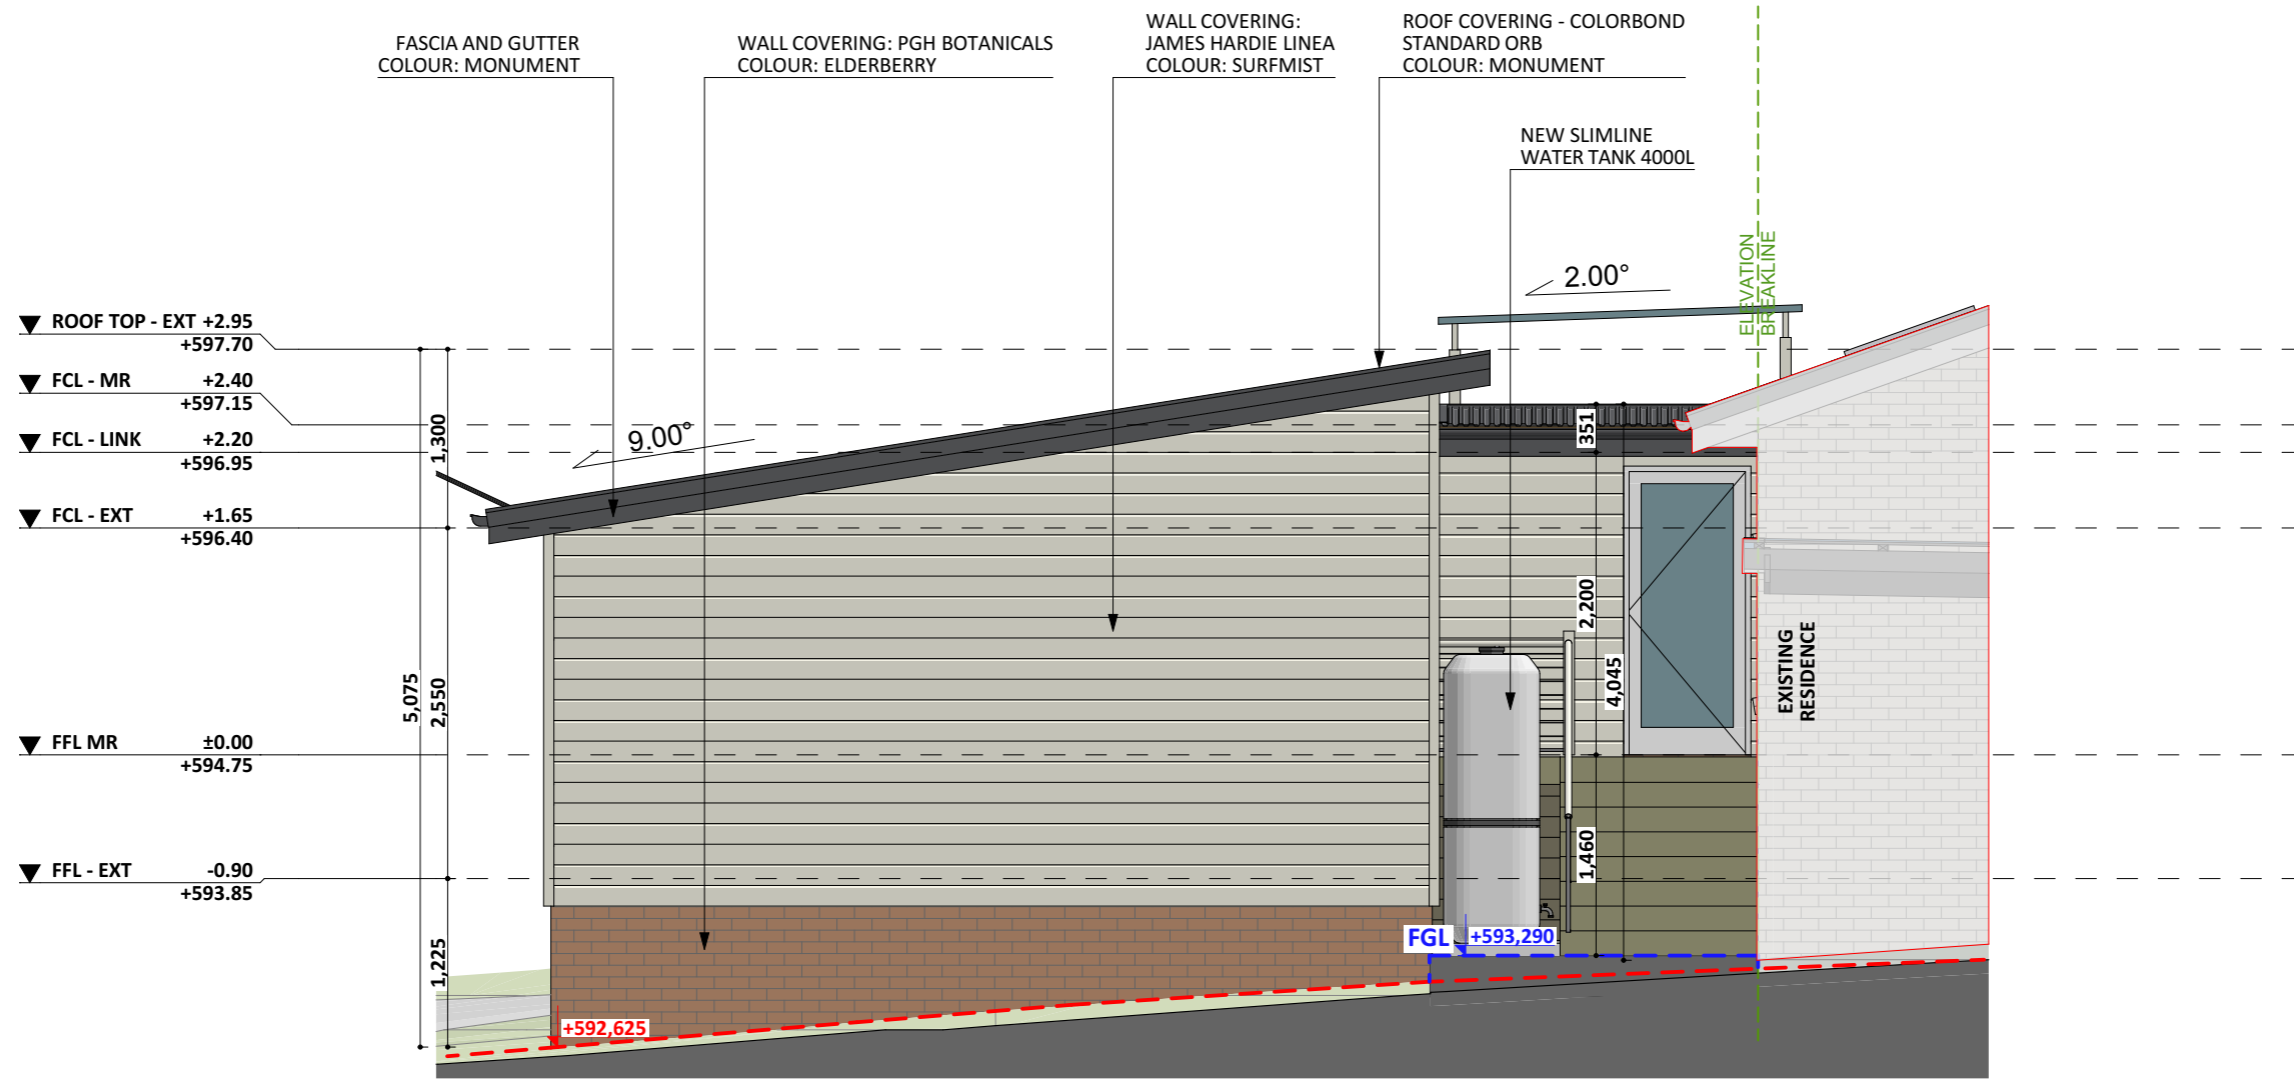 FASCIA AND GUTTER
COLOUR: MONUMENT
WALL COVERING: PGH BOTANICALS
COLOUR: ELDERBERRY
WALL COVERING:
JAMES HARDIE LINEA
COLOUR: SURFMIST
ROOF COVERING - COLORBOND
STANDARD ORB
COLOUR: MONUMENT
NEW SLIMLINE
WATER TANK 4000L
ELEVATION
BREAKLINE
2.00°
9.00°
ROOF TOP - EXT +2.95
+597.70
FCL - MR +2.40
+597.15
FCL - LINK +2.20
+596.95
FCL - EXT +1.65
+596.40
FFL MR ±0.00
+594.75
FFL - EXT -0.90
+593.85
5,075
1,300
2,550
1,225
351
2,200
4,045
1,460
EXISTING
RESIDENCE
FGL +593,290
+592,625